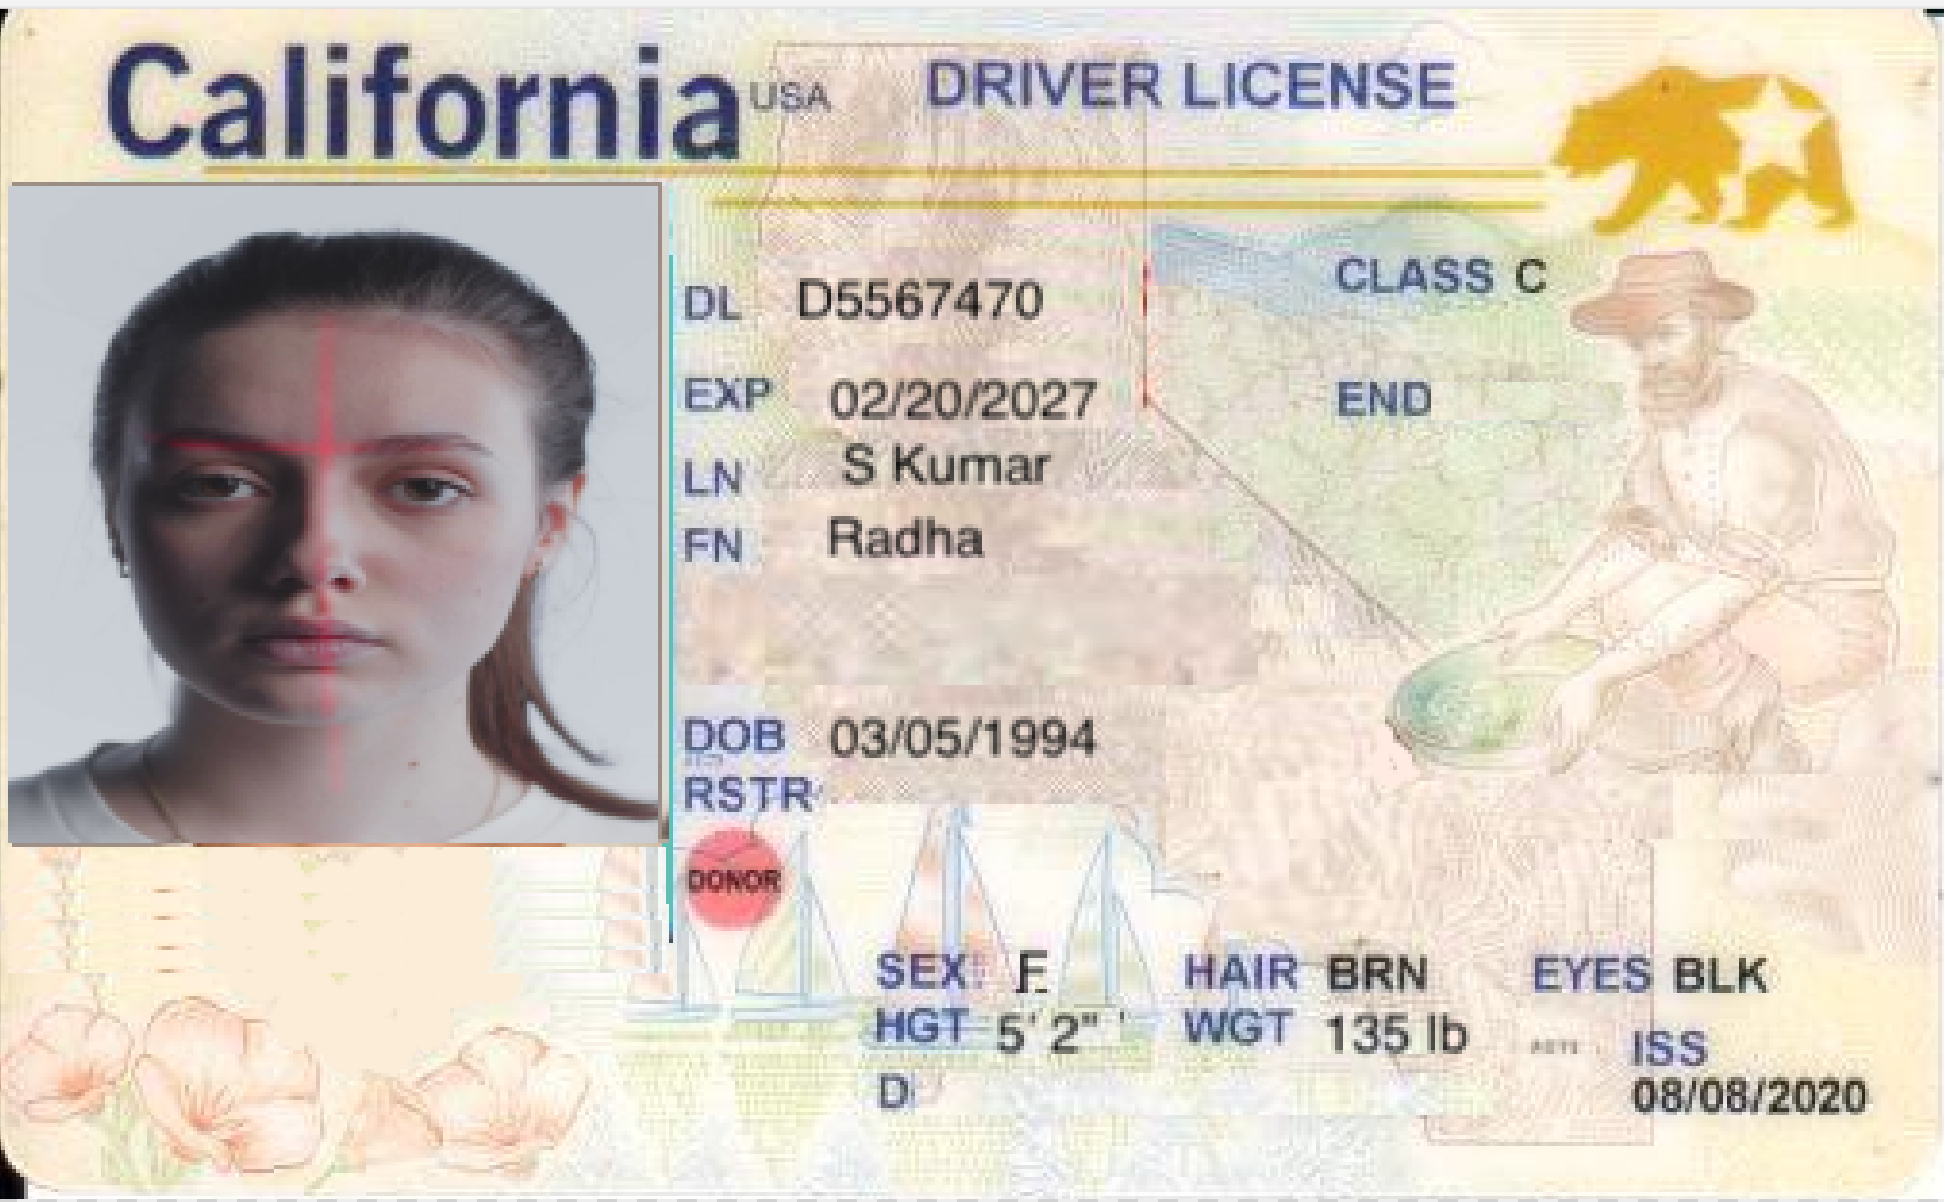 California USA DRIVER LICENSE
DL D5567470 CLASS C
EXP 02/20/2027 END
LN S Kumar
FN Radha
DOB 03/05/1994
RSTR
DONOR
SEX F HAIR BRN EYES BLK
HGT 5' 2" ' WGT 135 lb ISS
D 08/08/2020